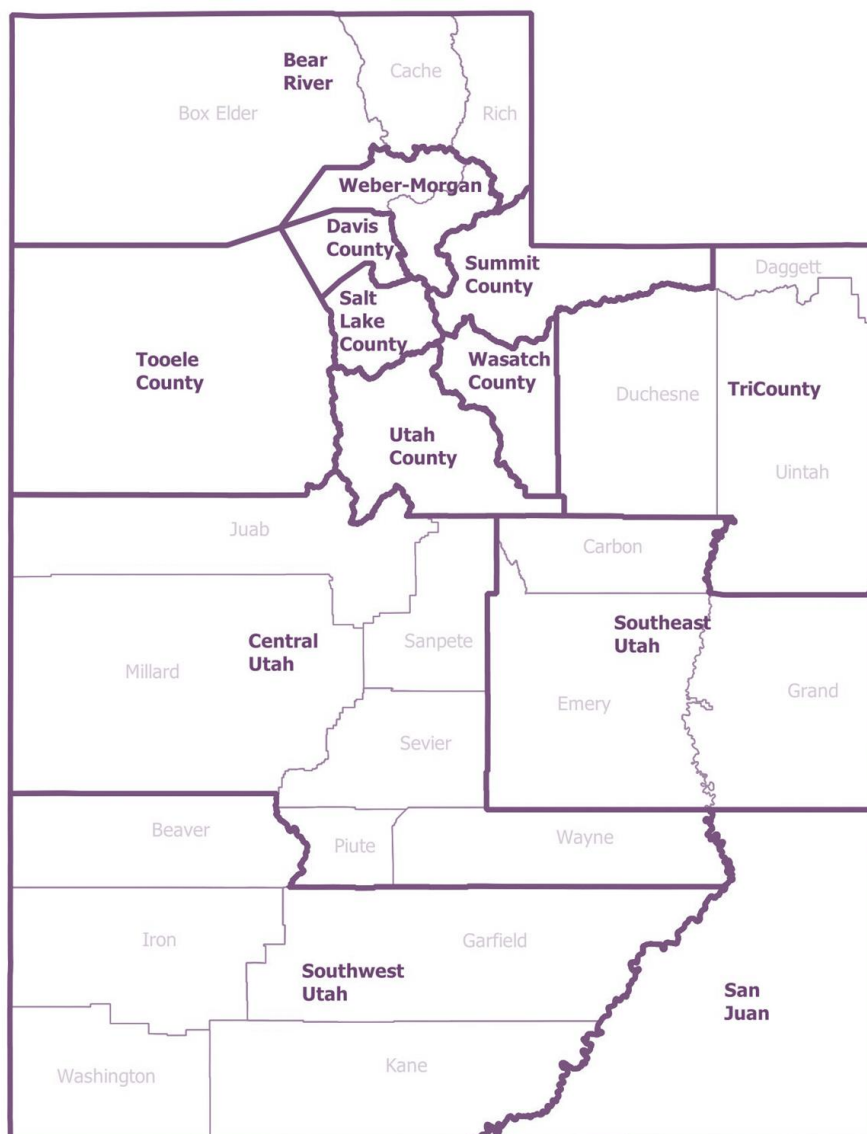 Bear
River
Cache
Box Elder
Rich
Weber-Morgan
Davis
County
Summit
County
Daggett
Salt
Lake
County
Tooele
County
Wasatch
County
Duchesne
TriCounty
Utah
County
Uintah
Juab
Carbon
Central
Utah
Sanpete
Southeast
Utah
Millard
Emery
Grand
Sevier
Beaver
Piute
Wayne
Iron
Garfield
Southwest
Utah
San
Juan
Washington
Kane